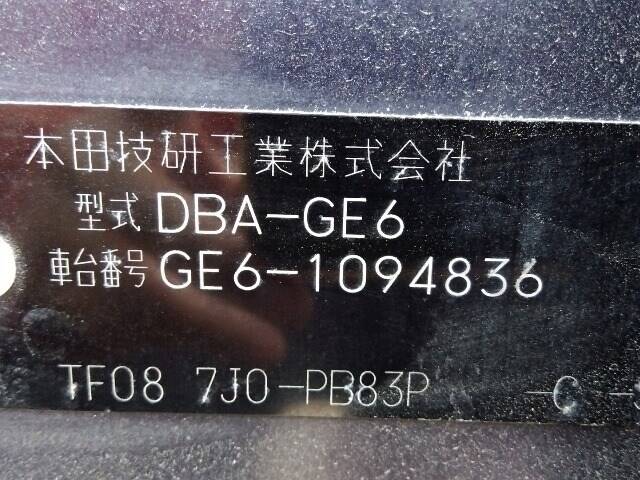 本田技研工業株式会社
型式 DBA-GE6
車台番号 GE6-1094836
TF08 7J0-PB83P -C -